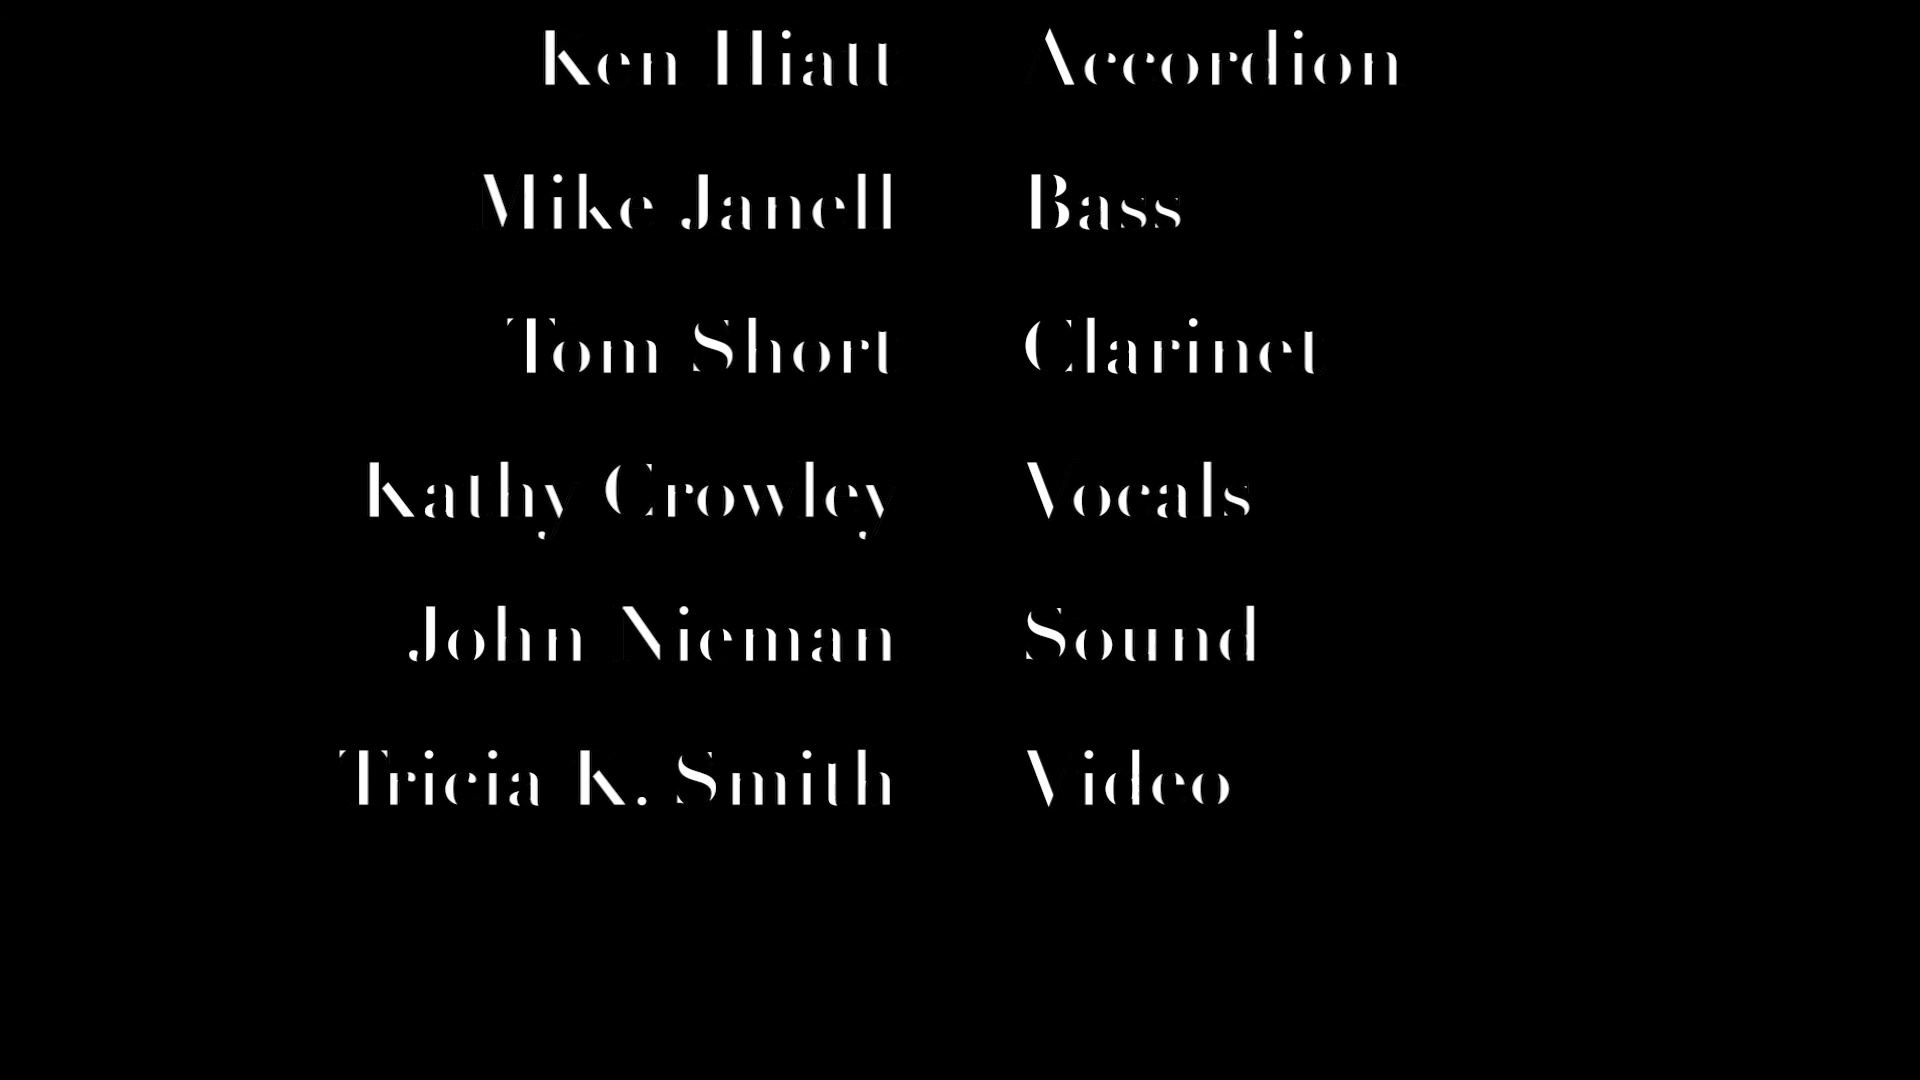 Ken Hiatt Accordion
Mike Janell Bass
Tom Short Clarinet
Kathy Crowley Vocals
John Nieman Sound
Tricia K. Smith Video